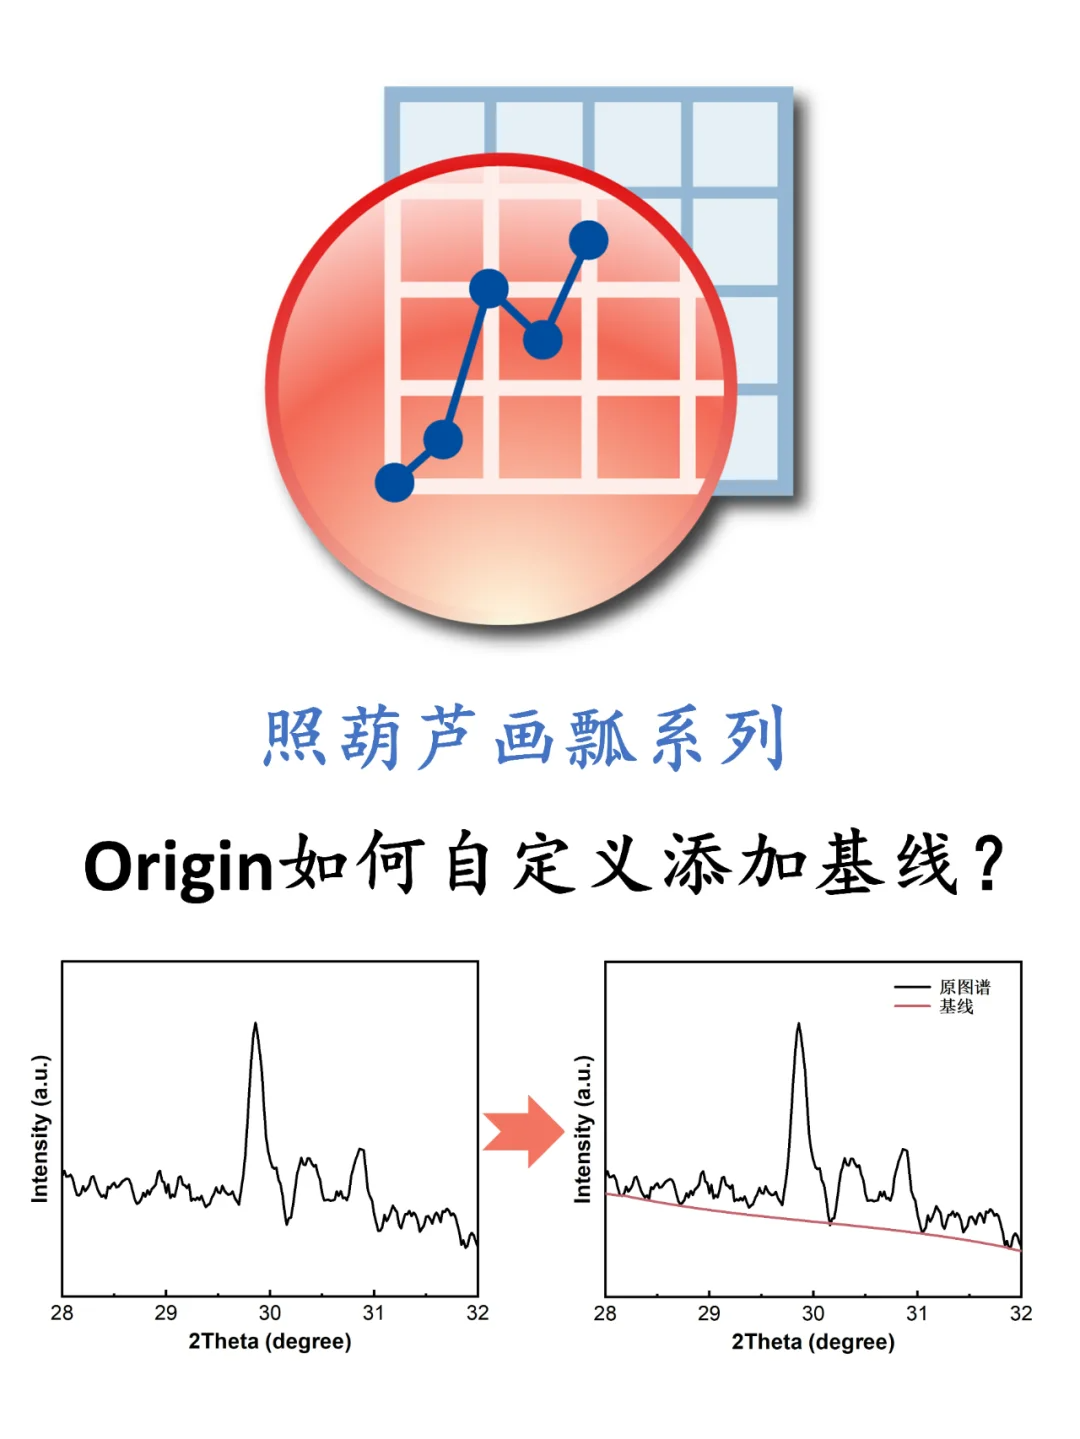 照葫芦画瓢系列
Origin如何自定义添加基线？
Intensity (a.u.)
28 29 30 31 32
2Theta (degree)
原图谱
基线
Intensity (a.u.)
28 29 30 31 32
2Theta (degree)